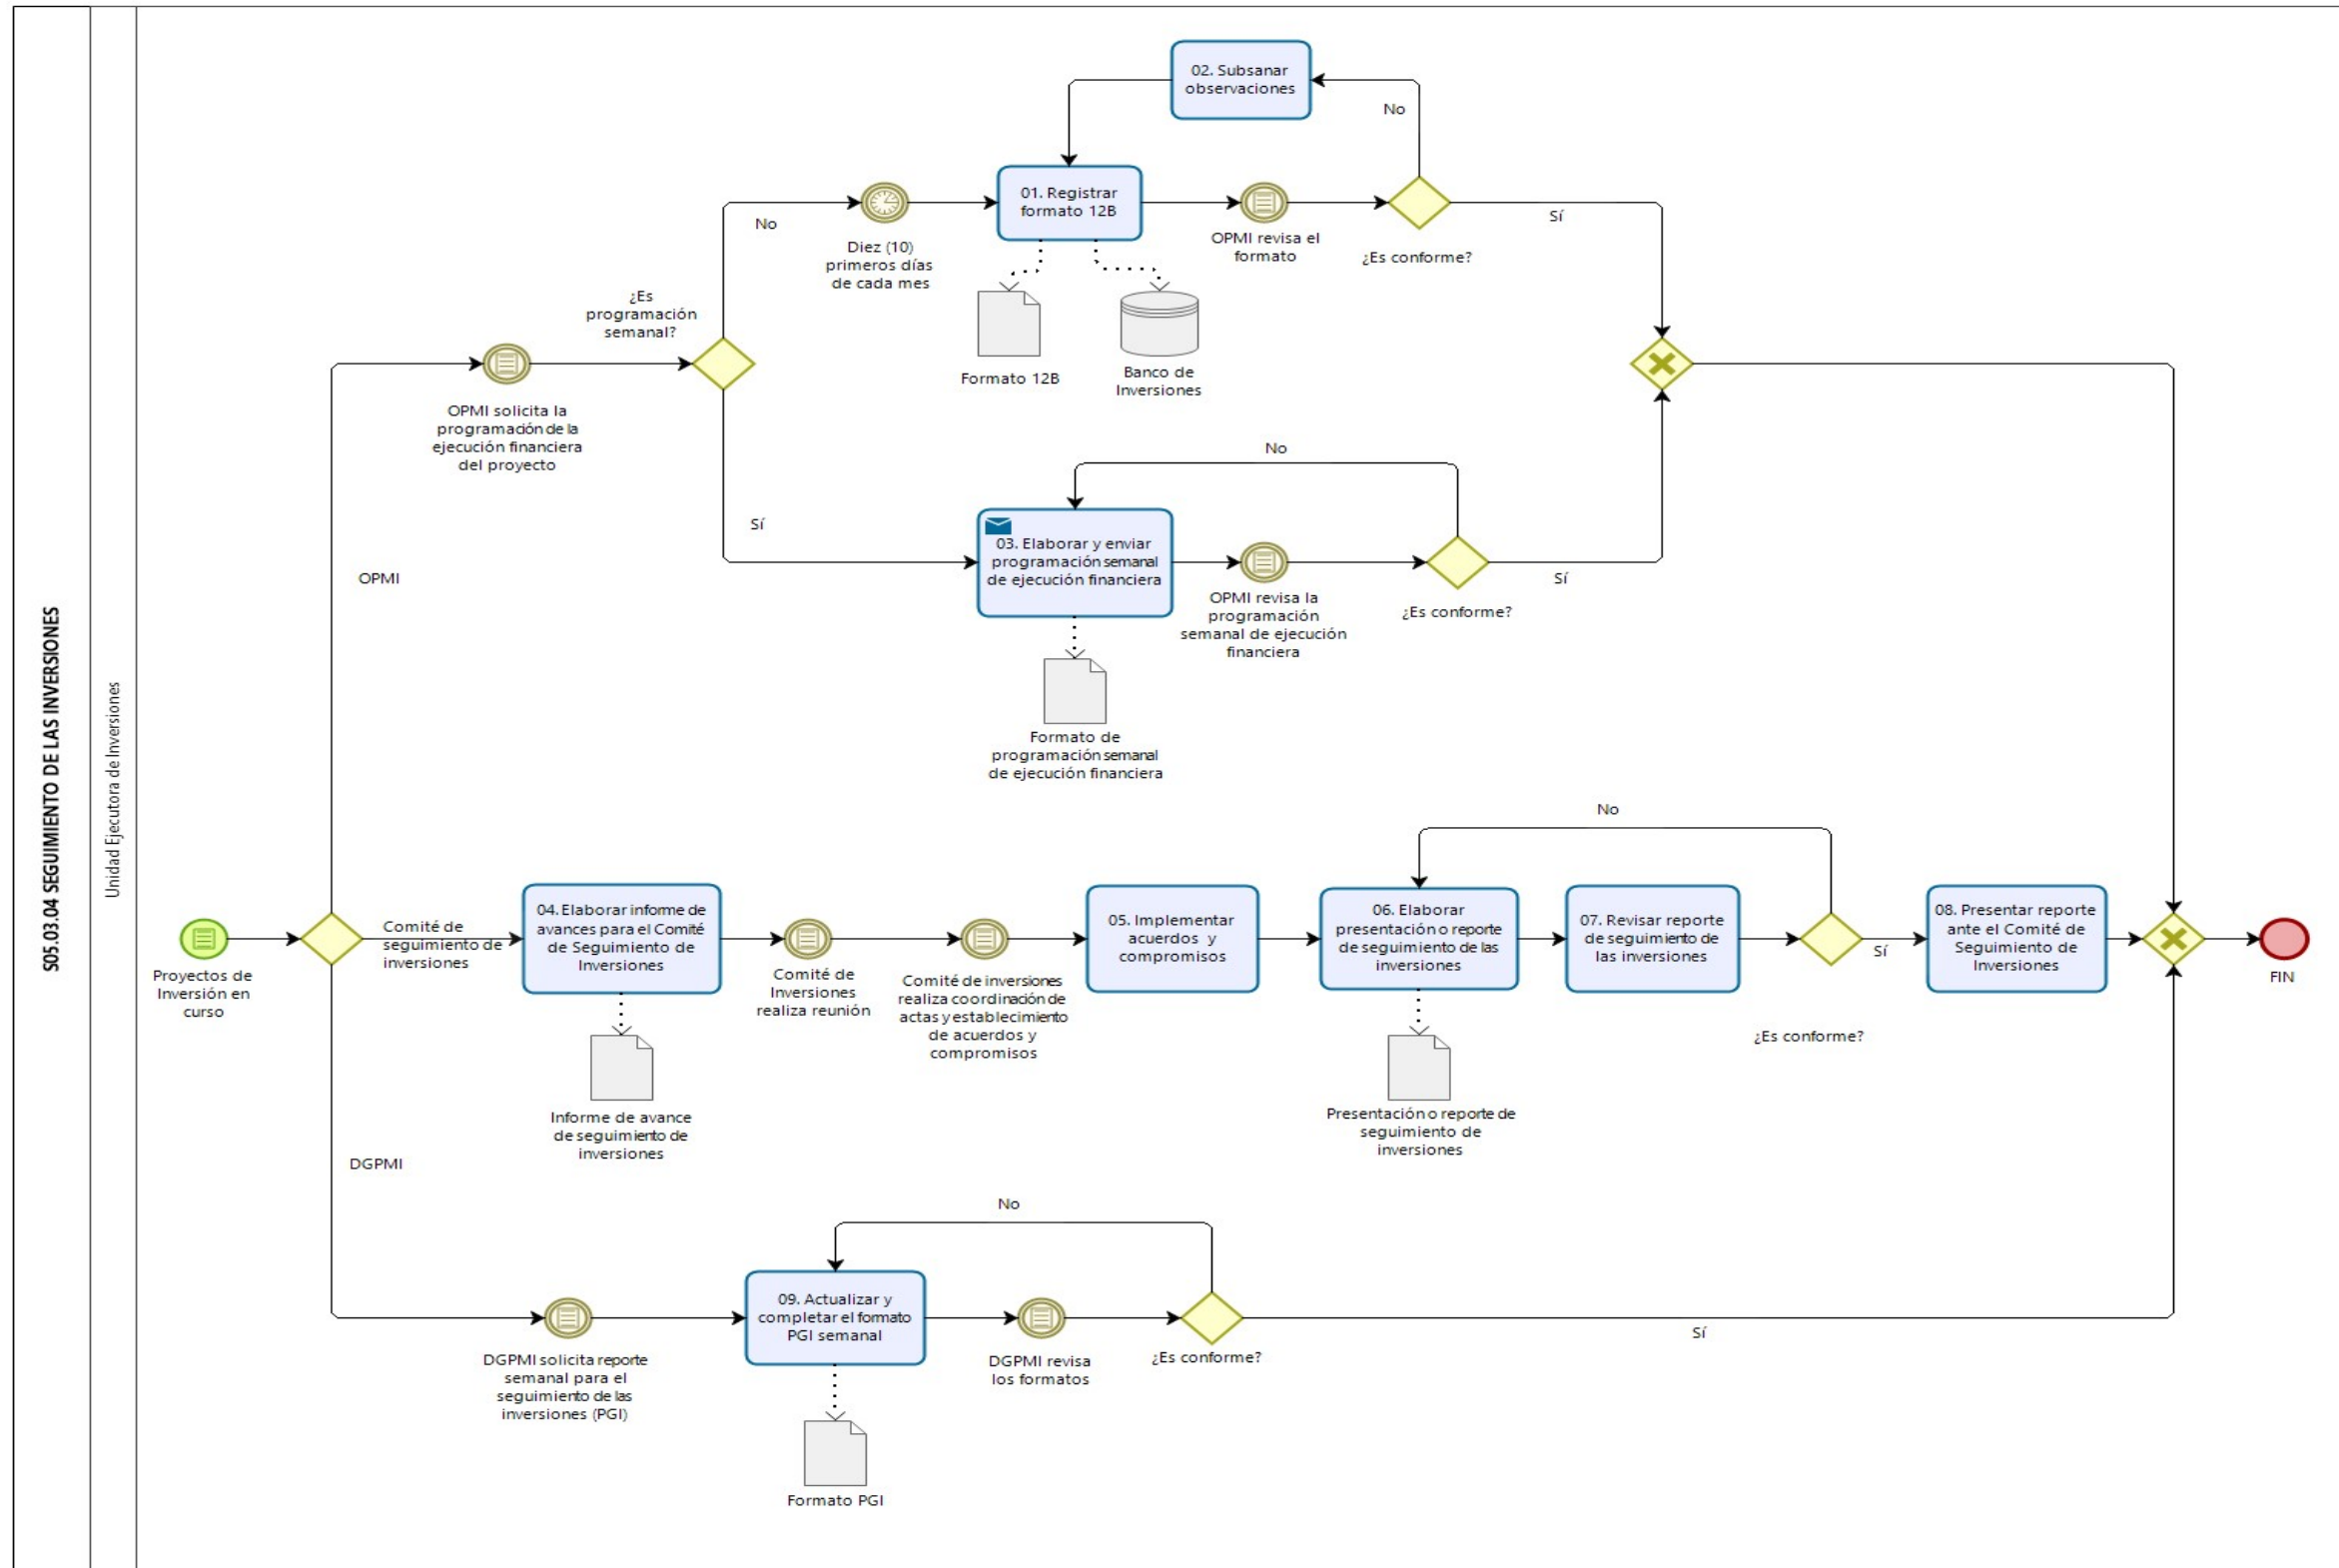 S05.03.04 SEGUIMIENTO DE LAS INVERSIONES
Unidad Ejecutora de Inversiones
02. Subsanar
observaciones
No
01. Registrar
formato 12B
No
Diez (10)
primeros días
de cada mes
OPMI revisa el
formato
¿Es conforme?
Sí
¿Es
programación
semanal?
Formato 12B
Banco de
Inversiones
OPMI solicita la
programación de la
ejecución financiera
del proyecto
No
Sí
03. Elaborar y enviar
programación semanal
de ejecución financiera
OPMI revisa la
programación
semanal de ejecución
financiera
¿Es conforme?
Sí
OPMI
Formato de
programación semanal
de ejecución financiera
No
Proyectos de
Inversión en
curso
Comité de
seguimiento de
inversiones
04. Elaborar informe de
avances para el Comité
de Seguimiento de
Inversiones
Comité de
Inversiones
realiza reunión
Comité de inversiones
realiza coordinación de
actas y establecimiento
de acuerdos y
compromisos
05. Implementar
acuerdos y
compromisos
06. Elaborar
presentación o reporte
de seguimiento de las
inversiones
07. Revisar reporte
de seguimiento de
las inversiones
Sí
¿Es conforme?
08. Presentar reporte
ante el Comité de
Seguimiento de
Inversiones
FIN
Informe de avance
de seguimiento de
inversiones
Presentación o reporte de
seguimiento de
inversiones
DGPMI
No
DGPMI solicita reporte
semanal para el
seguimiento de las
inversiones (PGI)
09. Actualizar y
completar el formato
PGI semanal
DGPMI revisa
los formatos
¿Es conforme?
Sí
Formato PGI